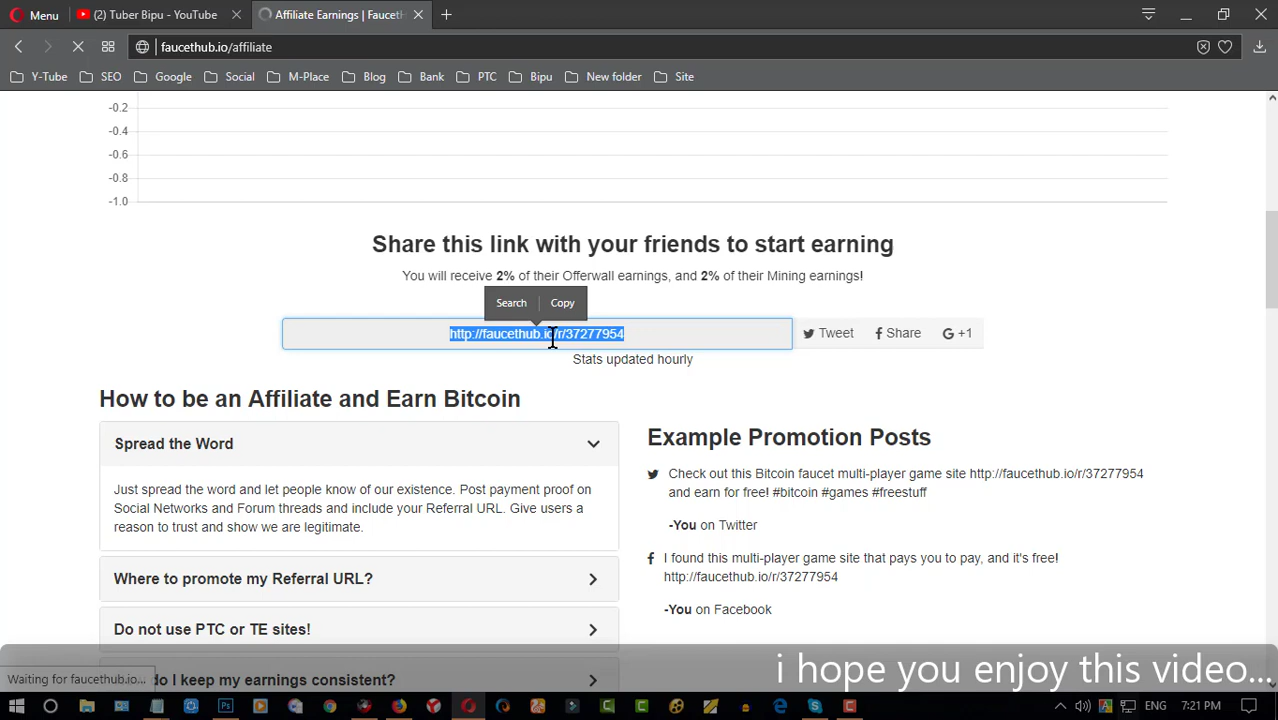 Menu
(2) Tuber Bipu - YouTube
Affiliate Earnings | FaucetH
faucethub.io/affiliate
Y-Tube
SEO
Google
Social
M-Place
Blog
Bank
PTC
Bipu
New folder
Site
-0.2
-0.4
-0.6
-0.8
-1.0
Share this link with your friends to start earning
You will receive 2% of their Offerwall earnings, and 2% of their Mining earnings!
Search
Copy
http://faucethub.io/r/37277954
Tweet
Share
+1
Stats updated hourly
How to be an Affiliate and Earn Bitcoin
Spread the Word
Just spread the word and let people know of our existence. Post payment proof on
Social Networks and Forum threads and include your Referral URL. Give users a
reason to trust and show we are legitimate.
Where to promote my Referral URL?
Do not use PTC or TE sites!
do I keep my earnings consistent?
Example Promotion Posts
Check out this Bitcoin faucet multi-player game site http://faucethub.io/r/37277954
and earn for free! #bitcoin #games #freestuff
-You on Twitter
I found this multi-player game site that pays you to pay, and it's free!
http://faucethub.io/r/37277954
-You on Facebook
i hope you enjoy this video...
Waiting for faucethub.io...
ENG
7:21 PM